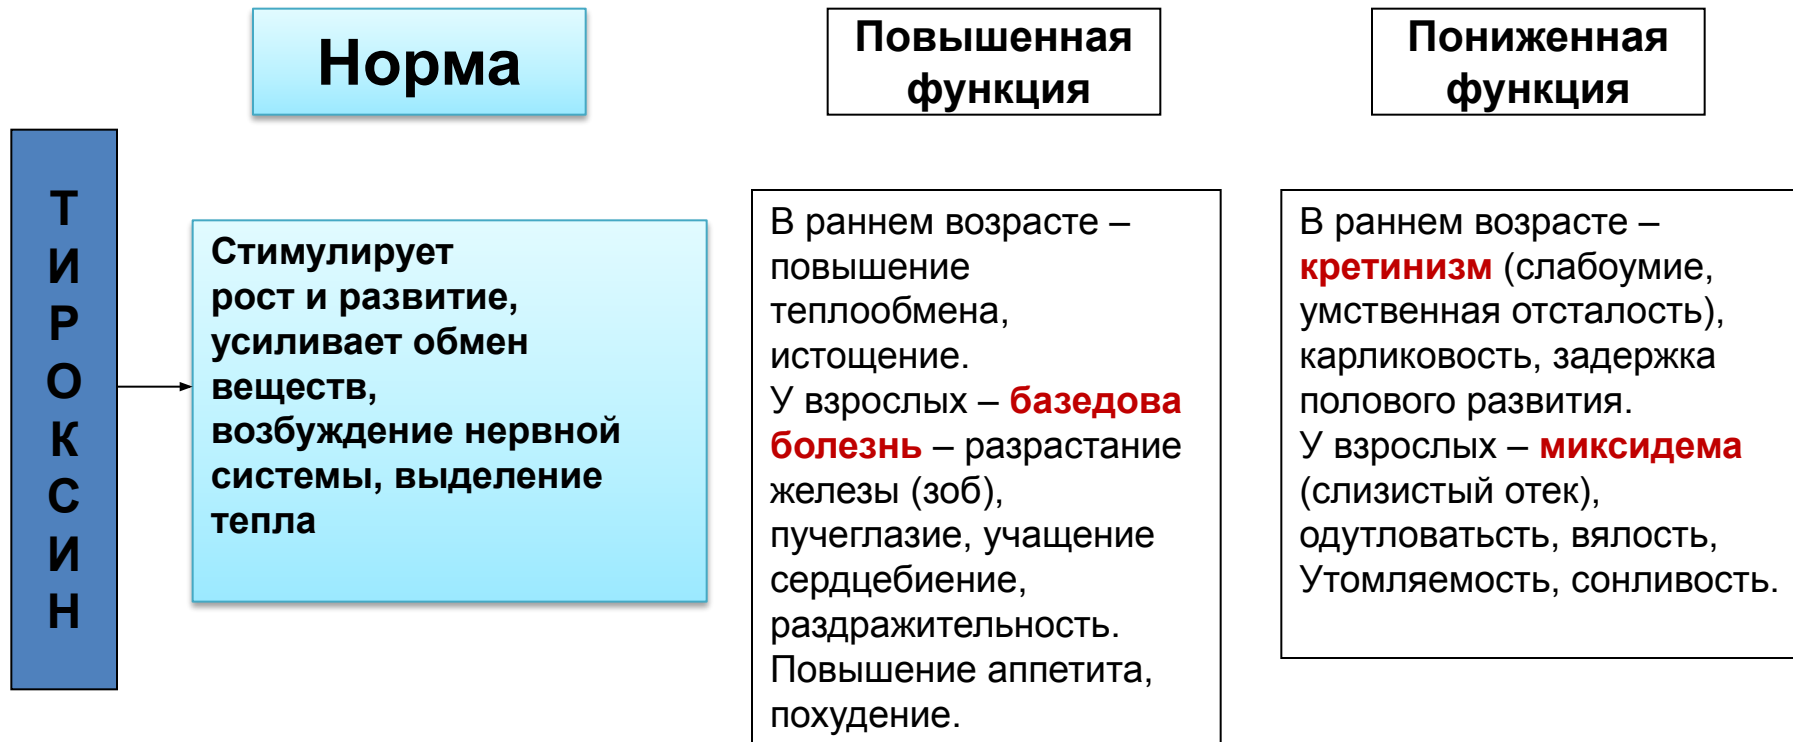 Норма
Повышенная
функция
Пониженная
функция
ТИРОКСИН
Стимулирует
рост и развитие,
усиливает обмен
веществ,
возбуждение нервной
системы, выделение
тепла
В раннем возрасте –
повышение
теплообмена,
истощение.
У взрослых – базедова
болезнь – разрастание
железы (зоб),
пучеглазие, учащение
сердцебиение,
раздражительность.
Повышение аппетита,
похудение.
В раннем возрасте –
кретинизм (слабоумие,
умственная отсталость),
карликовость, задержка
полового развития.
У взрослых – миксидема
(слизистый отек),
одутловатьсть, вялость,
Утомляемость, сонливость.